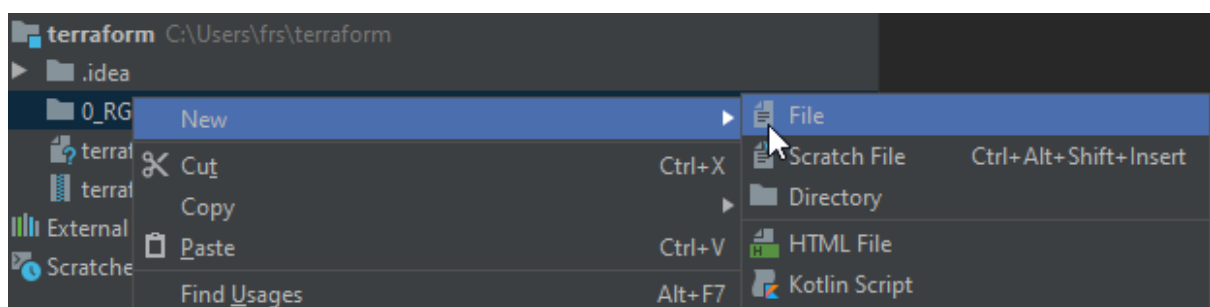 terraform C:\Users\frs\terraform
.idea
0_RG
New
File
terraf
Cut Ctrl+X
Scratch File Ctrl+Alt+Shift+Insert
terraf
Copy
Directory
External
Paste Ctrl+V
HTML File
Scratche
Find Usages Alt+F7
Kotlin Script